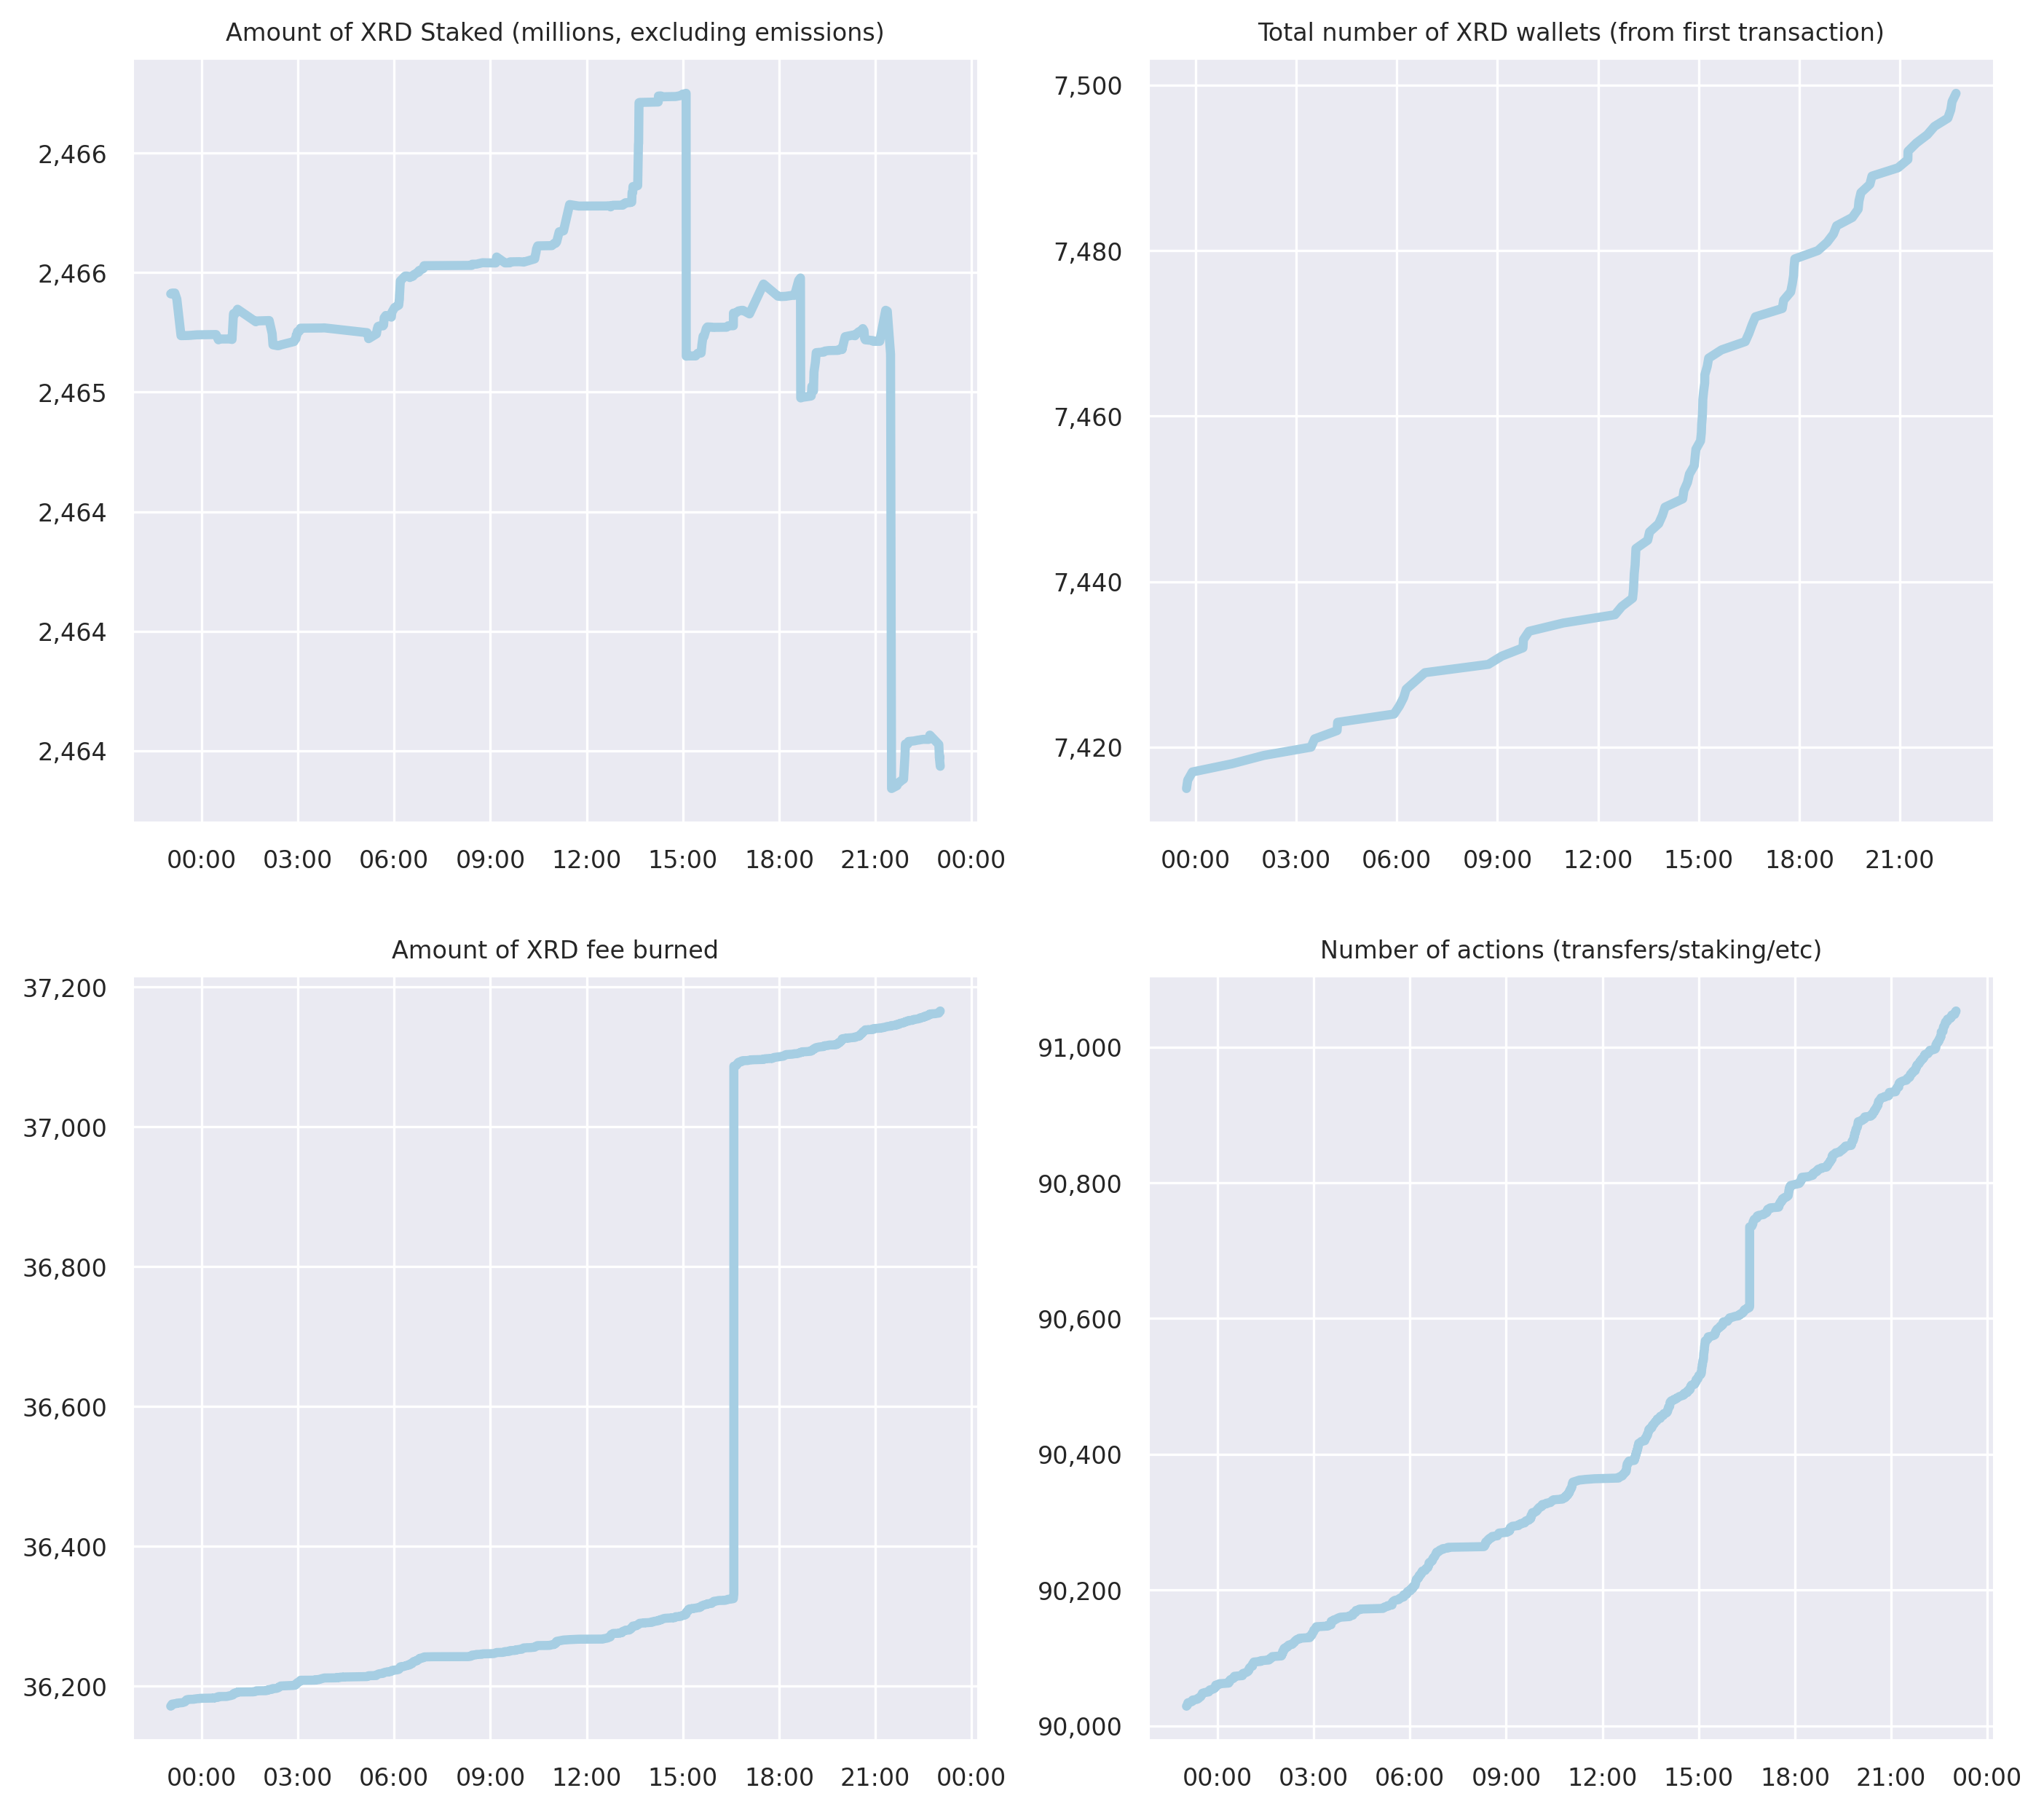 Amount of XRD Staked (millions, excluding emissions)
2,466
2,466
2,465
2,464
2,464
2,464
00:00 03:00 06:00 09:00 12:00 15:00 18:00 21:00 00:00
Total number of XRD wallets (from first transaction)
7,500
7,480
7,460
7,440
7,420
00:00 03:00 06:00 09:00 12:00 15:00 18:00 21:00
Amount of XRD fee burned
37,200
37,000
36,800
36,600
36,400
36,200
00:00 03:00 06:00 09:00 12:00 15:00 18:00 21:00 00:00
Number of actions (transfers/staking/etc)
91,000
90,800
90,600
90,400
90,200
90,000
00:00 03:00 06:00 09:00 12:00 15:00 18:00 21:00 00:00